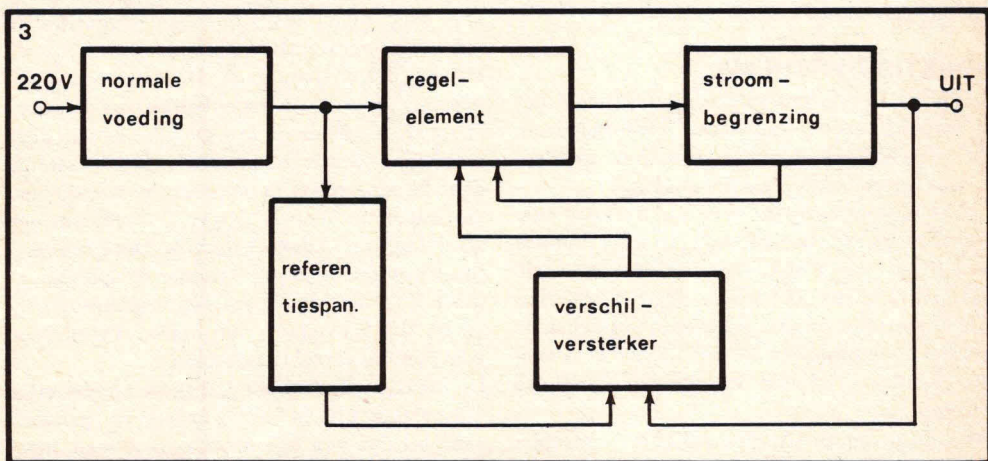 3
220V
normale
voeding
regel-
element
stroom-
begrenzing
UIT
referen
tiespan.
verschil-
versterker